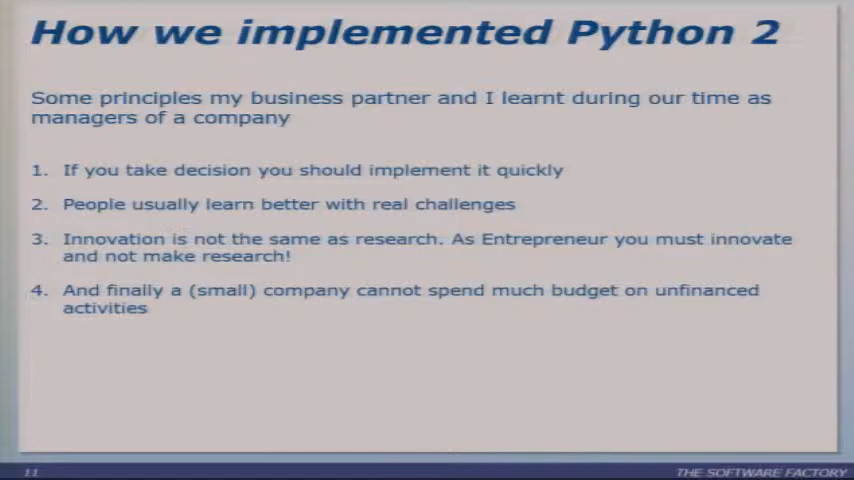 How we implemented Python 2
Some principles my business partner and I learnt during our time as
managers of a company
1. If you take decision you should implement it quickly
2. People usually learn better with real challenges
3. Innovation is not the same as research. As Entrepreneur you must innovate
and not make research!
4. And finally a (small) company cannot spend much budget on unfinanced
activities
11
THE SOFTWARE FACTORY